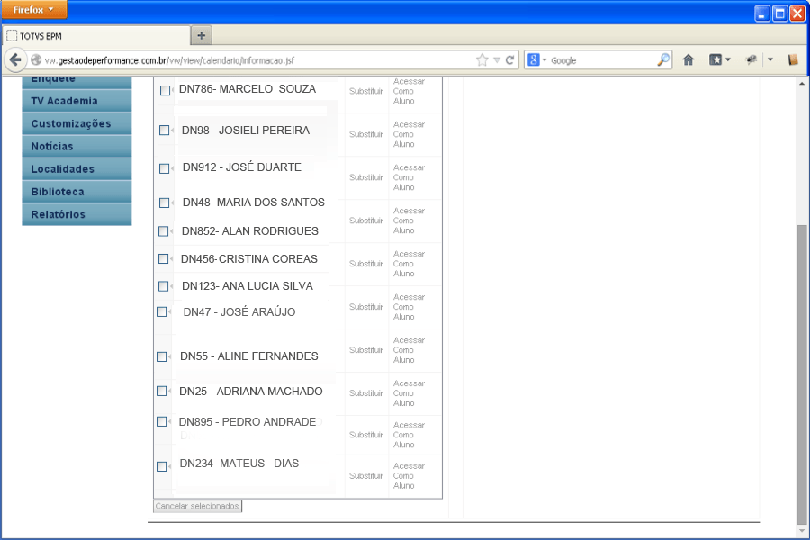 Firefox
TOTVS EPM
vw.gestaodeperformance.com.br/vw/view/calendario/informacao.jsf
Google
Enquete
TV Academia
Customizações
Notícias
Localidades
Biblioteca
Relatórios
DN786- MARCELO SOUZA Substituir Acessar Como Aluno
DN98 - JOSIELI PEREIRA Substituir Acessar Como Aluno
DN912 - JOSÉ DUARTE Substituir Acessar Como Aluno
DN48- MARIA DOS SANTOS Substituir Acessar Como Aluno
DN852- ALAN RODRIGUES
DN456-CRISTINA COREAS Substituir Acessar Como Aluno
DN123- ANA LUCIA SILVA Substituir Acessar Como Aluno
DN47 - JOSÉ ARAÚJO
DN55 - ALINE FERNANDES Substituir Acessar Como Aluno
DN25 - ADRIANA MACHADO Substituir Acessar Como Aluno
DN895 - PEDRO ANDRADE Substituir Acessar Como Aluno
DN234- MATEUS DIAS Substituir Acessar Como Aluno
Cancelar selecionados